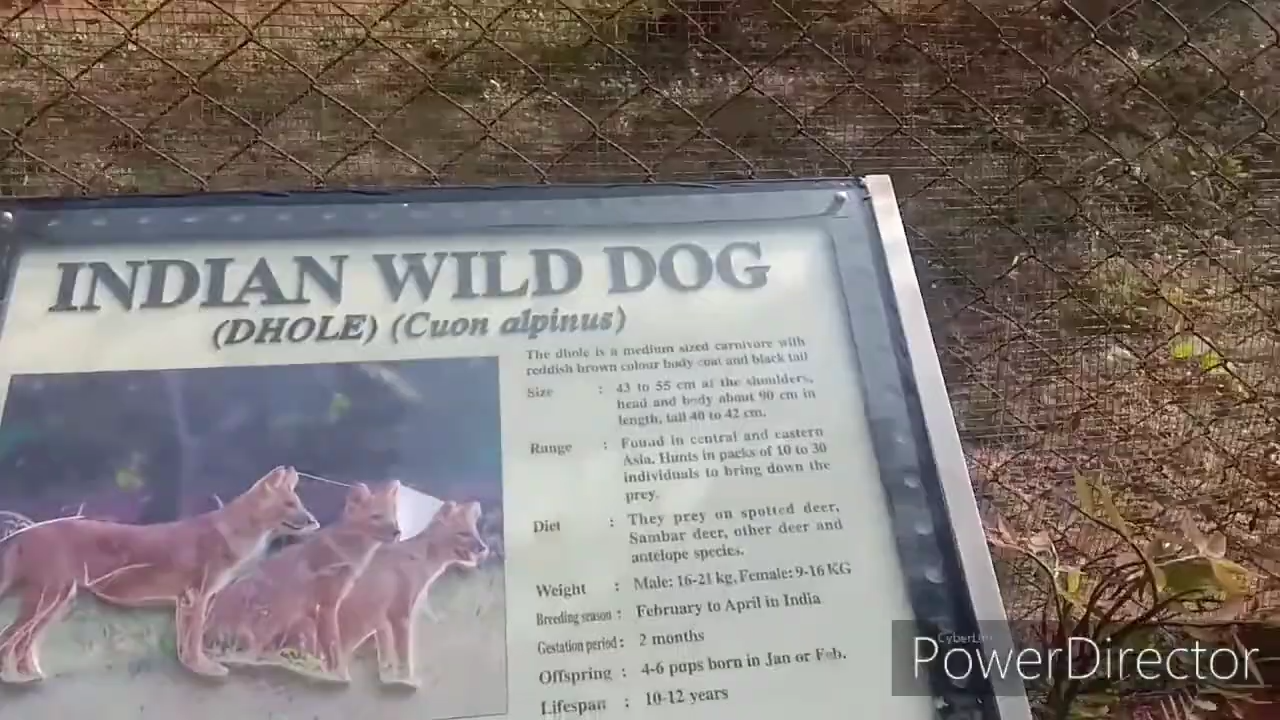 INDIAN WILD DOG
(DHOLE) (Cuon alpinus)
The dhole is a medium sized carnivore with
reddish brown colour body coat and black tail
Size : 43 to 55 cm at the shoulders,
head and body about 90 cm in
length, tail 40 to 42 cm.
Range : Found in central and eastern
Asia. Hunts in packs of 10 to 30
individuals to bring down the
prey.
Diet : They prey on spotted deer,
Sambar deer, other deer and
antelope species.
Weight : Male: 16-21 kg, Female: 9-16 KG
Breeding season : February to April in India
Gestation period : 2 months
Offspring : 4-6 pups born in Jan or Feb.
Lifespan : 10-12 years
CyberLink
PowerDirector